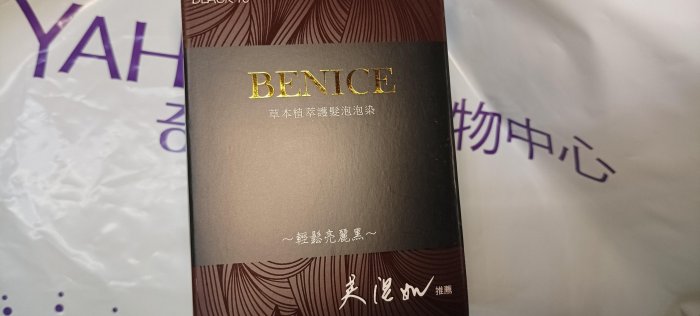 YAH
物中心
BENICE
草本植萃護髮泡泡染
～輕鬆亮麗黑～
吳淡如 推薦